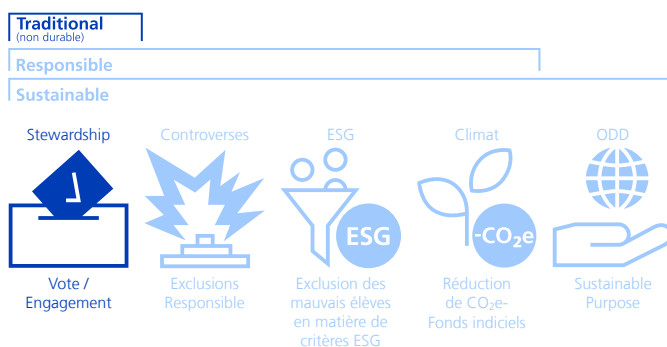 Traditional
(non durable)
Responsible
Sustainable
Stewardship
Controverses
ESG
Climat
ODD
ESG
-CO₂e
Vote /
Engagement
Exclusions
Responsible
Exclusion des
mauvais élèves
en matière de
critères ESG
Réduction
de CO₂e-
Fonds indiciels
Sustainable
Purpose